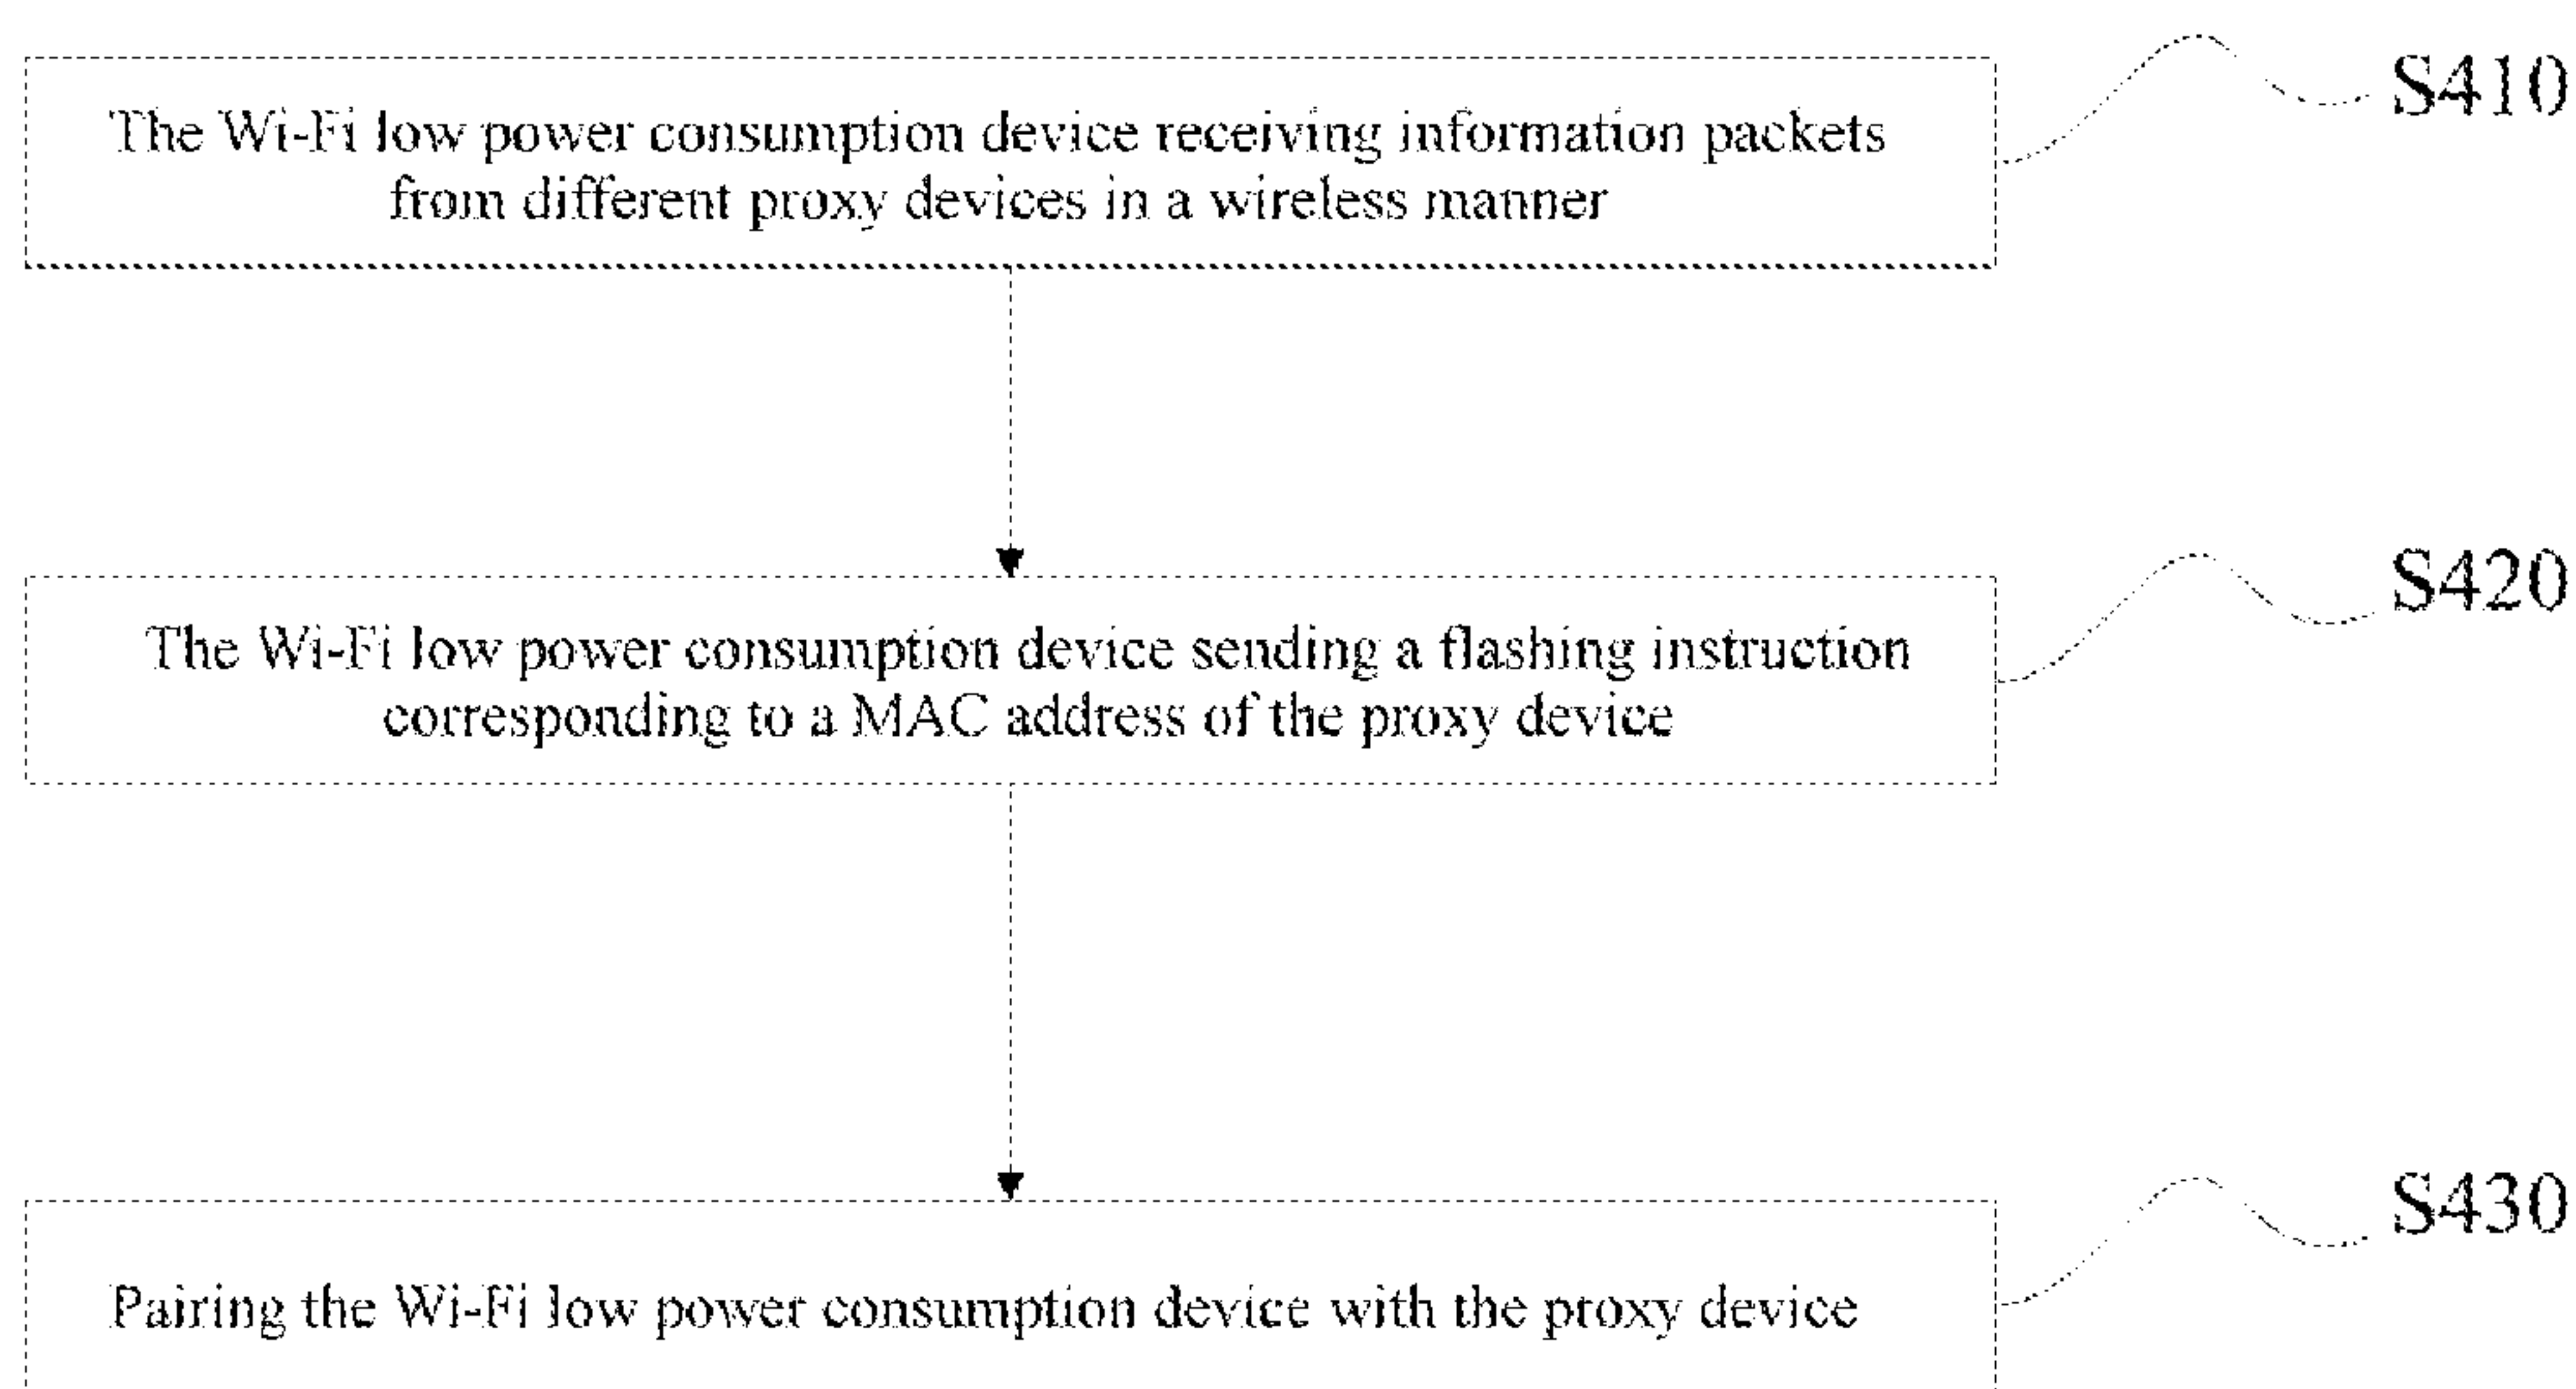 The Wi-Fi low power consumption device receiving information packets
from different proxy devices in a wireless manner
S410
The Wi-Fi low power consumption device sending a flashing instruction
corresponding to a MAC address of the proxy device
S420
Pairing the Wi-Fi low power consumption device with the proxy device
S430